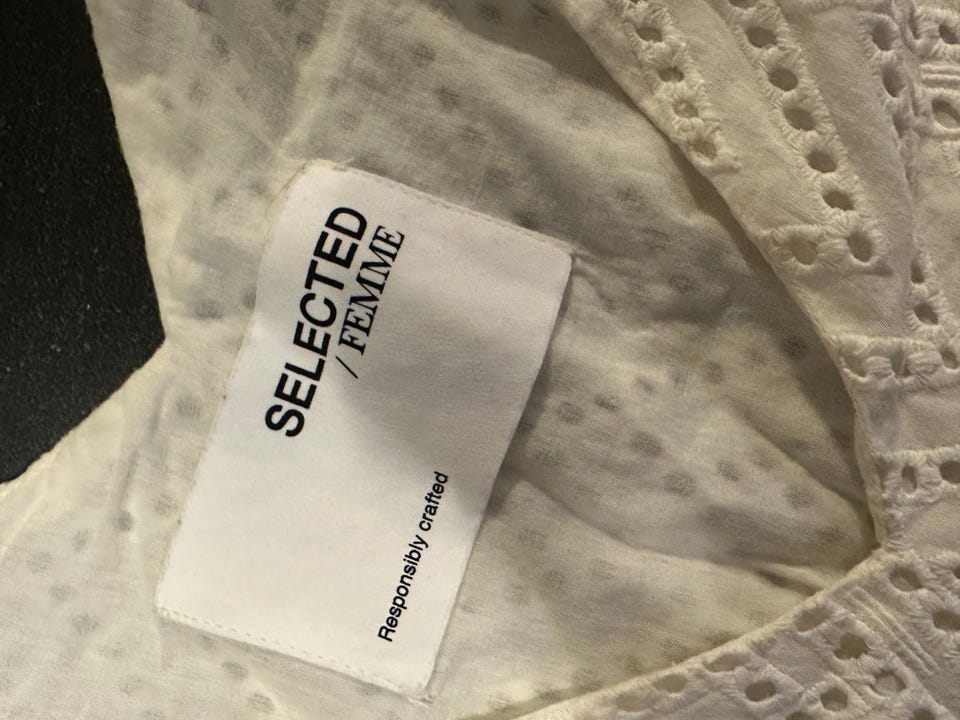 SELECTED
/ FEMME
Responsibly crafted